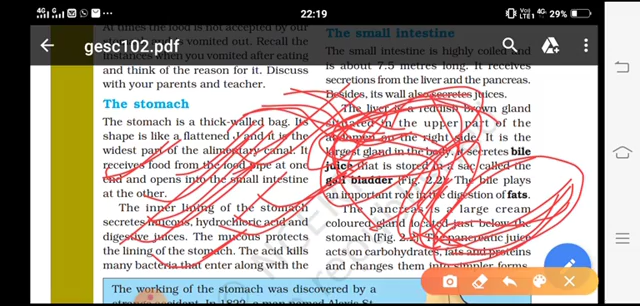 4G
4G
22:19
Vo)
LTE1
4G
29%
gesc102.pdf
At times the food is not accepted by our
and is vomited out. Recall the
instances when you vomited after eating
and think of the reason for it. Discuss
with your parents and teacher.
The stomach
The stomach is a thick-walled bag. Its
shape is like a flattened J and it is the
widest part of the alimentary canal. It
receives food from the food pipe at one
end and opens into the small intestine
at the other.
The inner lining of the stomach
secretes mucous, hydrochloric acid and
digestive juices. The mucous protects
the lining of the stomach. The acid kills
many bacteria that enter along with the
The small intestine
The small intestine is highly coiled and
is about 7.5 metres long. It receives
secretions from the liver and the pancreas.
Besides, its wall also secretes juices.
The liver is a reddish brown gland
situated in the upper part of the
abdomen on the right side. It is the
largest gland in the body. It secretes bile
juice that is stored in a sac called the
gall bladder (Fig. 2.2). The bile plays
an important role in the digestion of fats.
The pancreas is a large cream
coloured gland located just below the
stomach (Fig. 2.2). The pancreatic juice
acts on carbohydrates, fats and proteins
and changes them into simpler forms.
The working of the stomach was discovered by a
accident. In 1822, a man named Alexis St.